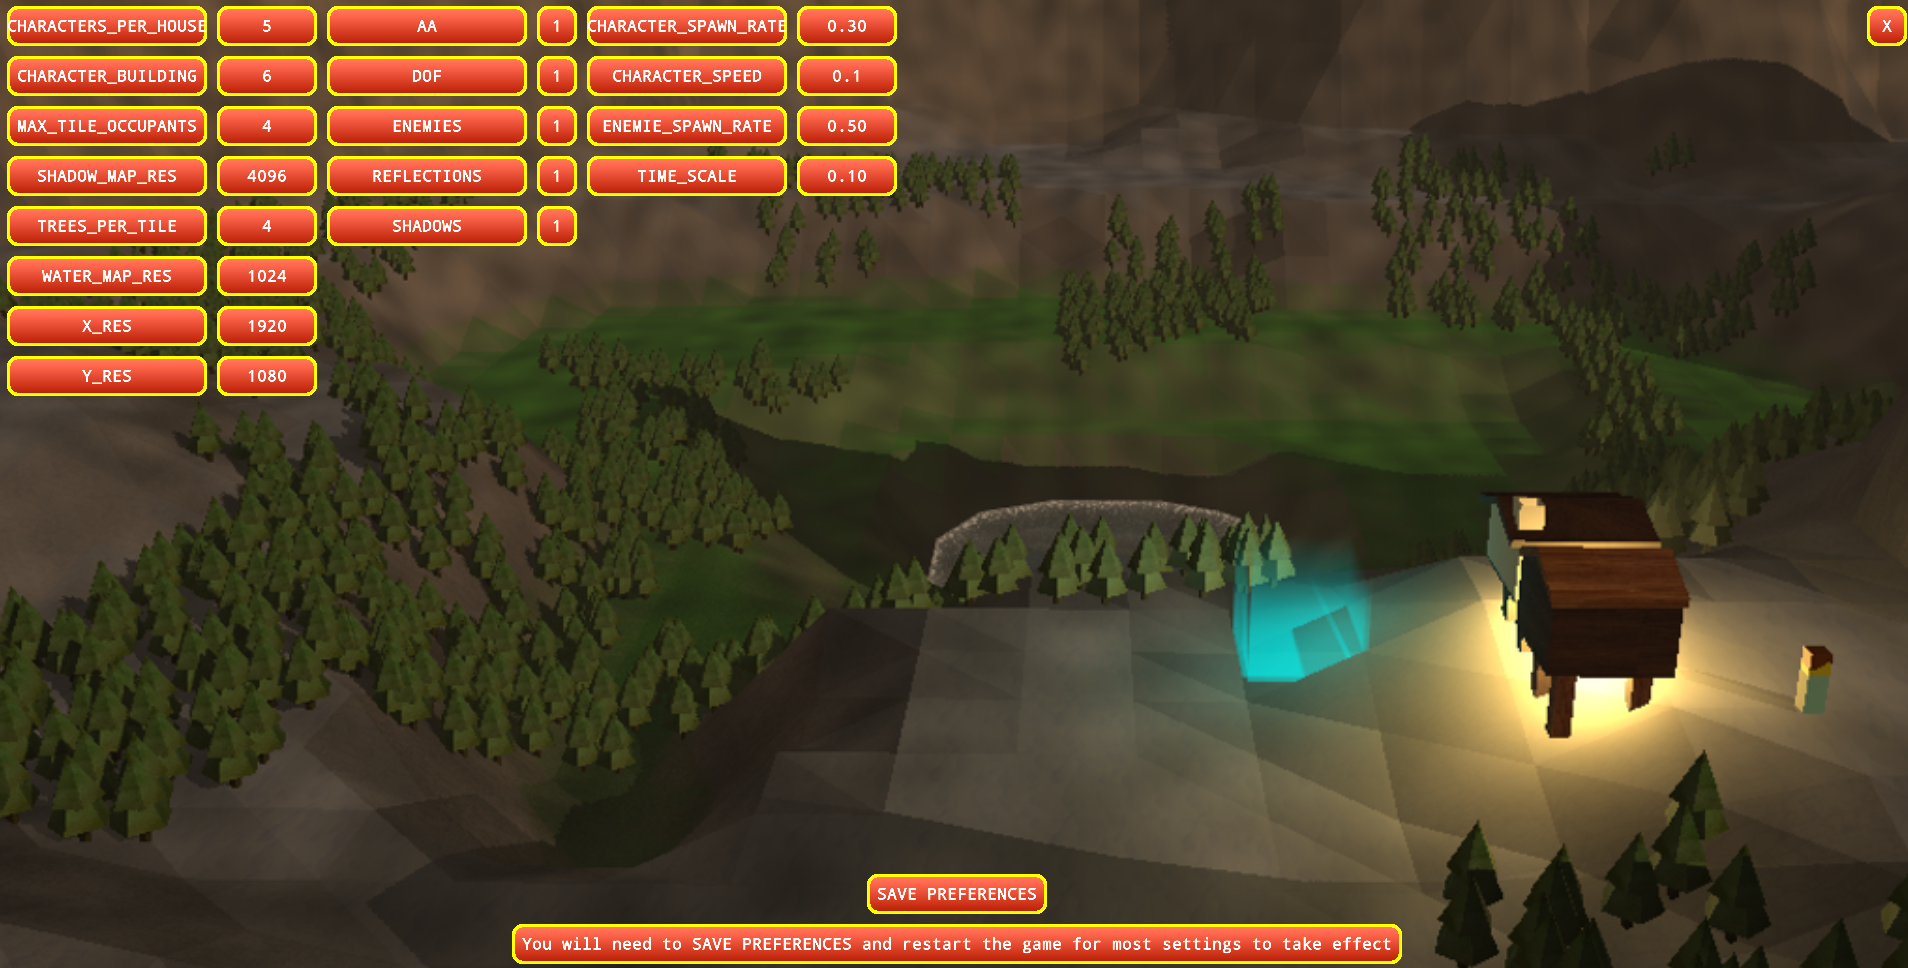 CHARACTERS_PER_HOUSE 5 AA 1 CHARACTER_SPAWN_RATE 0.30 X
CHARACTER_BUILDING 6 DOF 1 CHARACTER_SPEED 0.1
MAX_TILE_OCCUPANTS 4 ENEMIES 1 ENEMIE_SPAWN_RATE 0.50
SHADOW_MAP_RES 4096 REFLECTIONS 1 TIME_SCALE 0.10
TREES_PER_TILE 4 SHADOWS 1
WATER_MAP_RES 1024
X_RES 1920
Y_RES 1080
SAVE PREFERENCES
You will need to SAVE PREFERENCES and restart the game for most settings to take effect